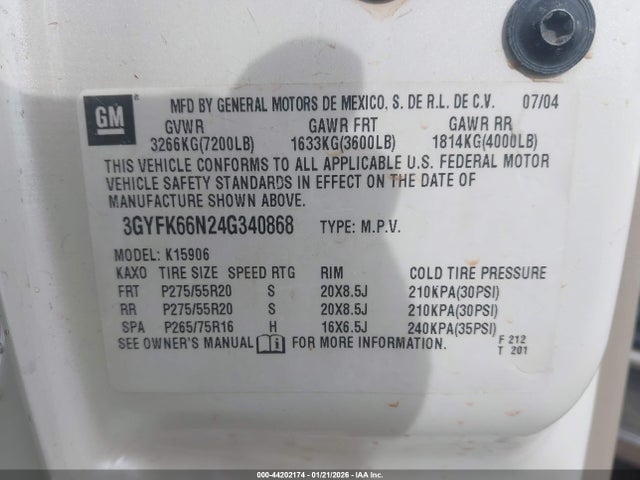 GM
MFD BY GENERAL MOTORS DE MEXICO, S. DE R.L. DE C.V. 07/04
GVWR GAWR FRT GAWR RR
3266KG(7200LB) 1633KG(3600LB) 1814KG(4000LB)
THIS VEHICLE CONFORMS TO ALL APPLICABLE U.S. FEDERAL MOTOR
VEHICLE SAFETY STANDARDS IN EFFECT ON THE DATE OF
MANUFACTURE SHOWN ABOVE.
3GYFK66N24G340868 TYPE: M.P.V.
MODEL: K15906
KAXO TIRE SIZE SPEED RTG RIM COLD TIRE PRESSURE
FRT P275/55R20 S 20X8.5J 210KPA(30PSI)
RR P275/55R20 S 20X8.5J 210KPA(30PSI)
SPA P265/75R16 H 16X6.5J 240KPA(35PSI)
SEE OWNER'S MANUAL FOR MORE INFORMATION.
F 212
T 201
000-44202174 - 01/21/2026 - IAA Inc.